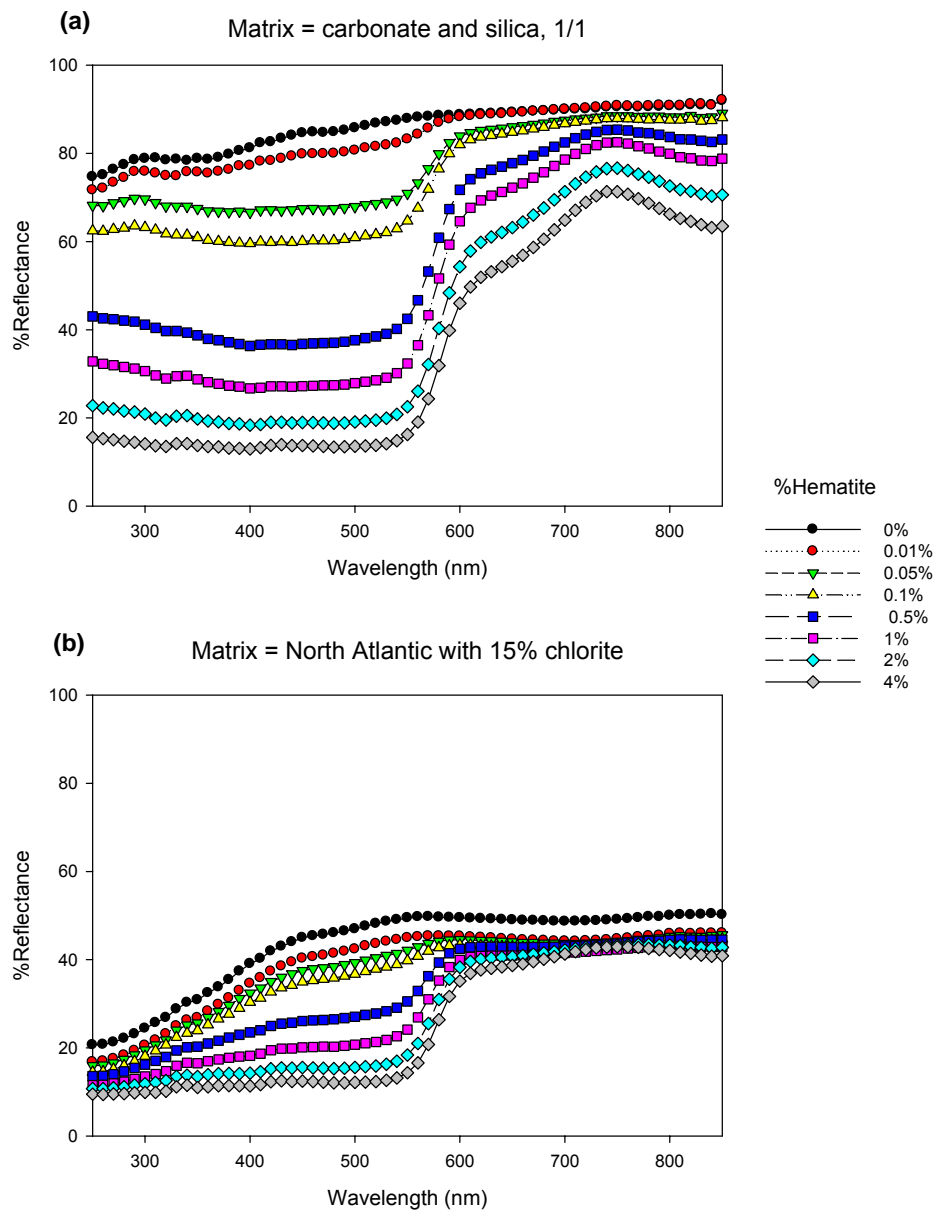 (a)
Matrix = carbonate and silica, 1/1
100
80
60
40
20
0
%Reflectance
300 400 500 600 700 800
Wavelength (nm)
%Hematite
0%
0.01%
0.05%
0.1%
0.5%
1%
2%
4%
(b)
Matrix = North Atlantic with 15% chlorite
100
80
60
40
20
0
%Reflectance
300 400 500 600 700 800
Wavelength (nm)